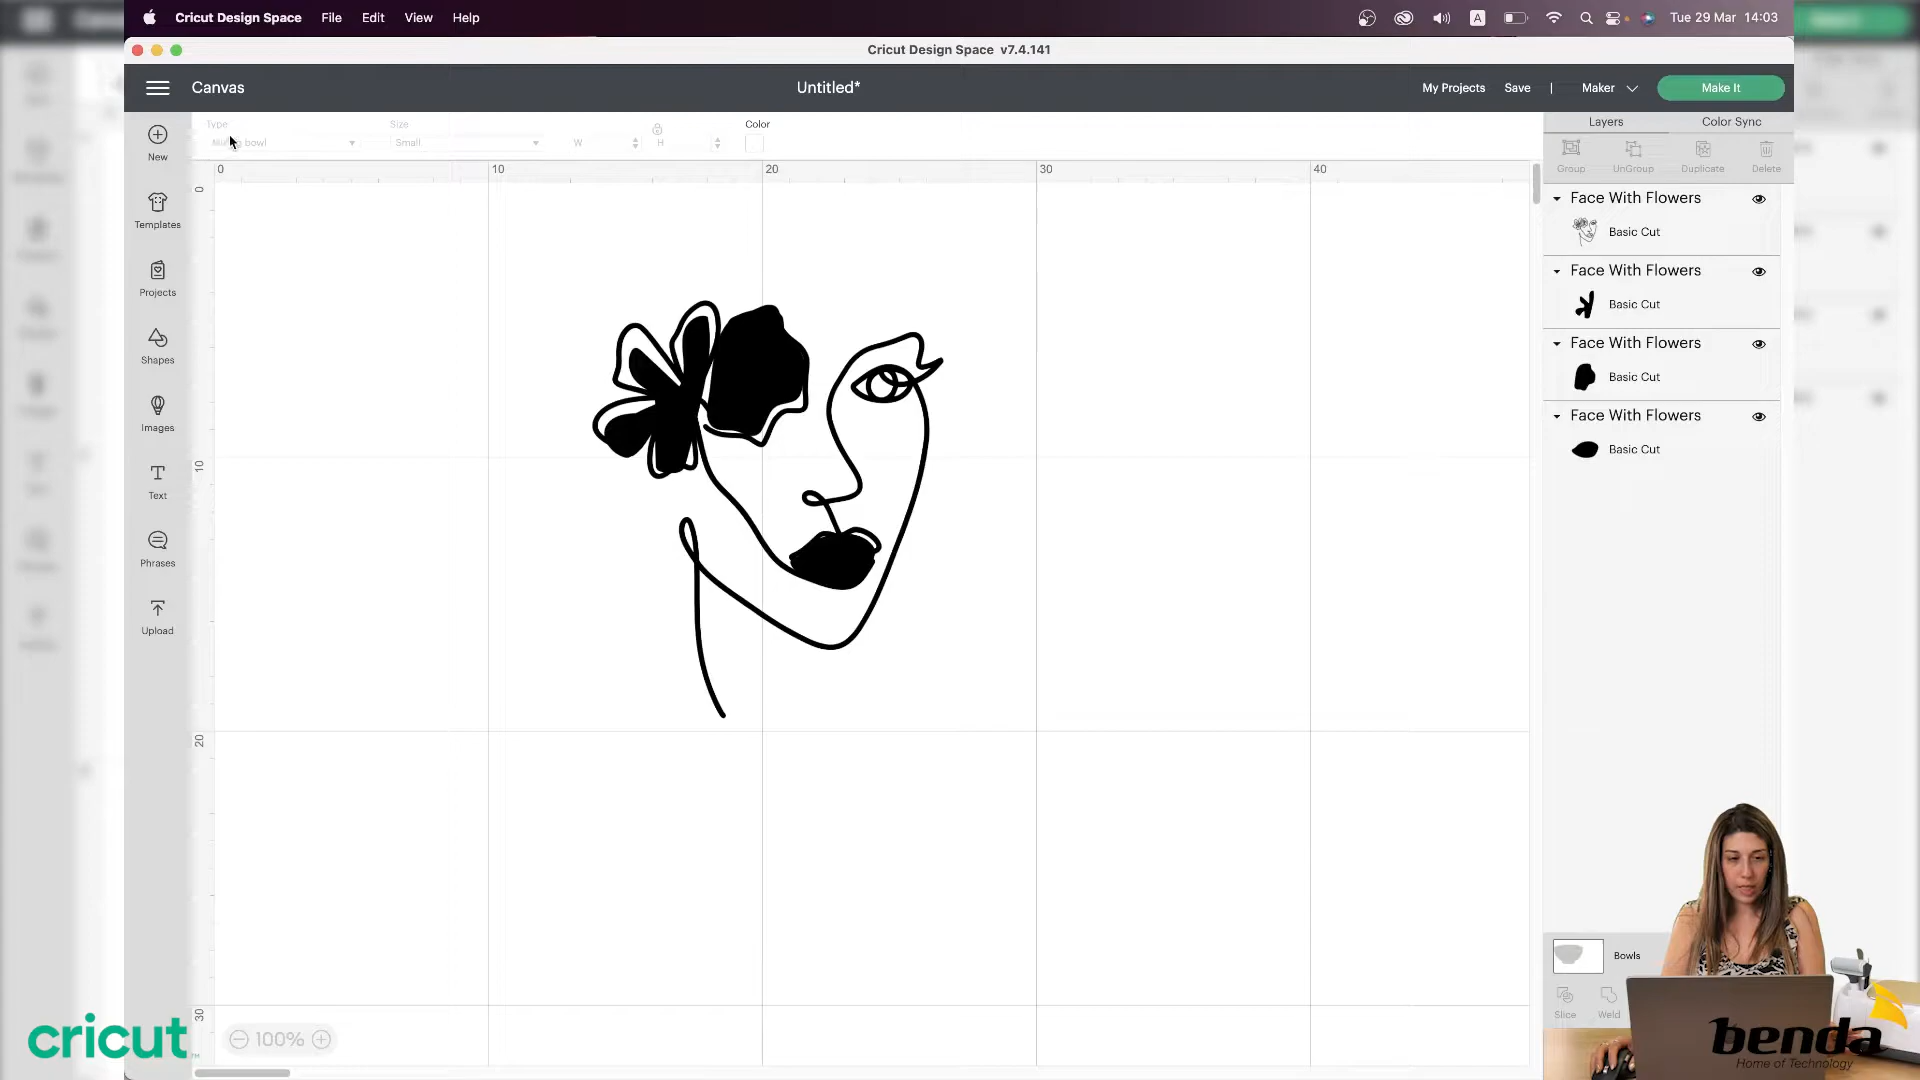 Cricut Design Space File Edit View Help
A Tue 29 Mar 14:03
Cricut Design Space v7.4.141
Canvas Untitled* My Projects Save | Maker Make It
Type Size Color
bowl Small W H
Layers Color Sync
Group UnGroup Duplicate Delete
New
Templates
Projects
Shapes
Images
Text
Phrases
Upload
0 10 20 30 40
0
10
20
30
Face With Flowers
Basic Cut
Face With Flowers
Basic Cut
Face With Flowers
Basic Cut
Face With Flowers
Basic Cut
Bowls
Slice Weld
100%
cricut
benda
Home of Technology